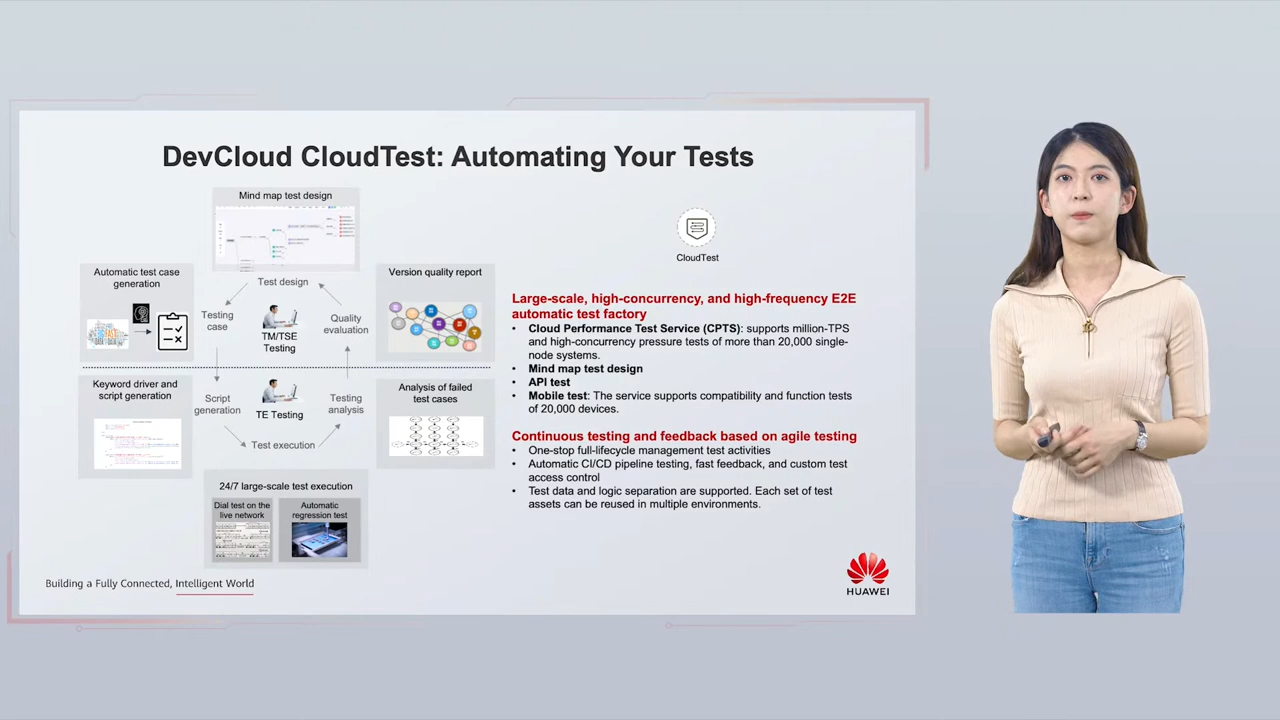 DevCloud CloudTest: Automating Your Tests
Mind map test design
Automatic test case
generation
Version quality report
Test design
Testing
case
Quality
evaluation
TM/TSE
Testing
Keyword driver and
script generation
Script
generation
TE Testing
Testing
analysis
Analysis of failed
test cases
Test execution
24/7 large-scale test execution
Dial test on the
live network
Automatic
regression test
CloudTest
Large-scale, high-concurrency, and high-frequency E2E
automatic test factory
• Cloud Performance Test Service (CPTS): supports million-TPS
and high-concurrency pressure tests of more than 20,000 single-
node systems.
• Mind map test design
• API test
• Mobile test: The service supports compatibility and function tests
of 20,000 devices.
Continuous testing and feedback based on agile testing
• One-stop full-lifecycle management test activities
• Automatic CI/CD pipeline testing, fast feedback, and custom test
access control
• Test data and logic separation are supported. Each set of test
assets can be reused in multiple environments.
Building a Fully Connected, Intelligent World
HUAWEI